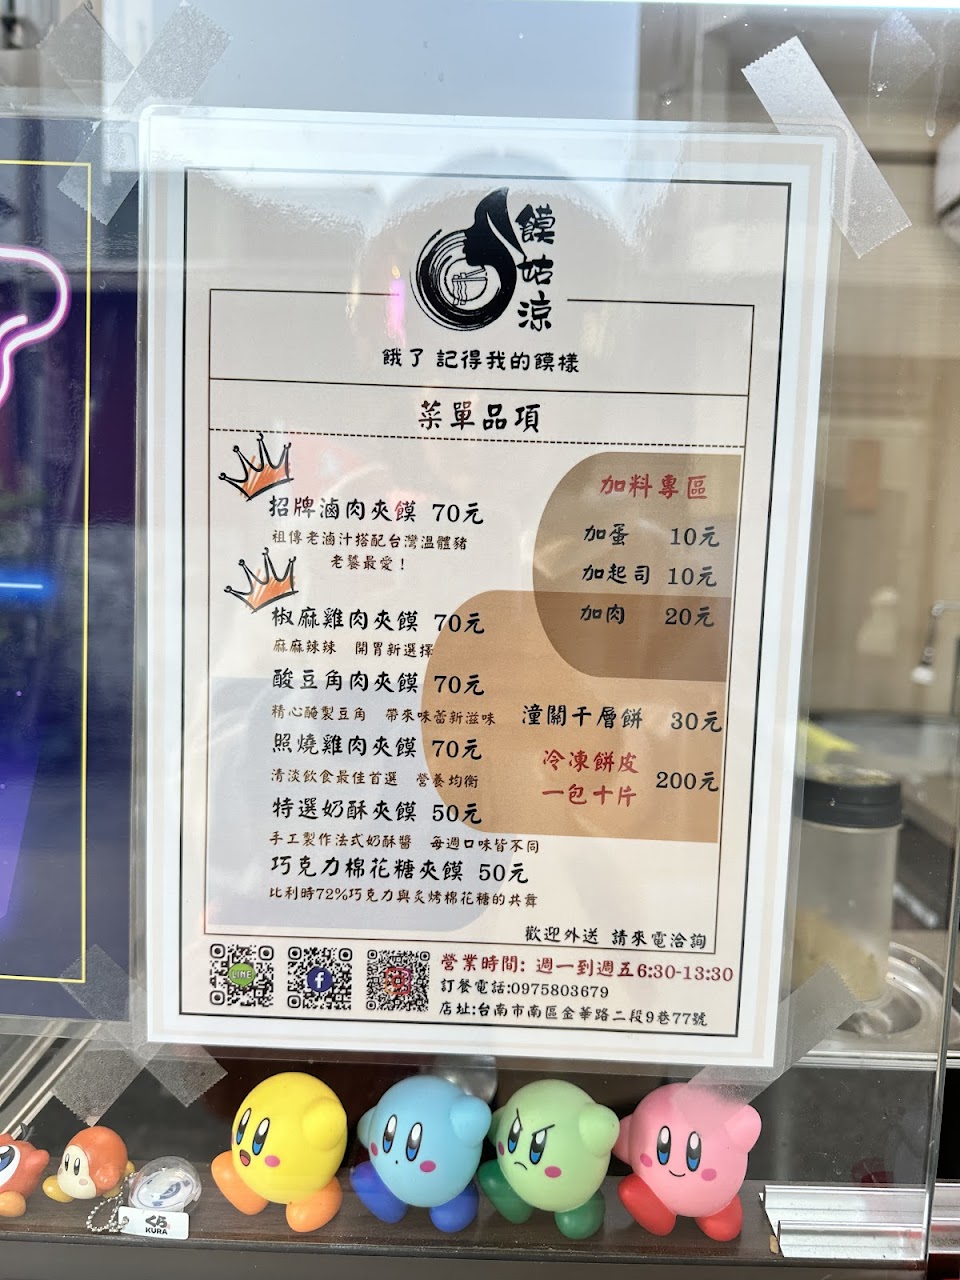 饃姑涼
餓了 記得我的饃樣
菜單品項
招牌滷肉夾饃 70元
祖傳老滷汁搭配台灣溫體豬
老饕最愛！
椒麻雞肉夾饃 70元
麻麻辣辣 開胃新選擇
酸豆角肉夾饃 70元
精心醃製豆角 帶來味蕾新滋味
照燒雞肉夾饃 70元
清淡飲食最佳首選 營養均衡
特選奶酥夾饃 50元
手工製作法式奶酥醬 每週口味皆不同
巧克力棉花糖夾饃 50元
比利時72%巧克力與炙烤棉花糖的共舞
加料專區
加蛋 10元
加起司 10元
加肉 20元
潼關千層餅 30元
冷凍餅皮
一包十片 200元
歡迎外送 請來電洽詢
LINE
營業時間: 週一到週五6:30-13:30
訂餐電話:0975803679
店址:台南市南區金華路二段9巷77號
くら
KURA